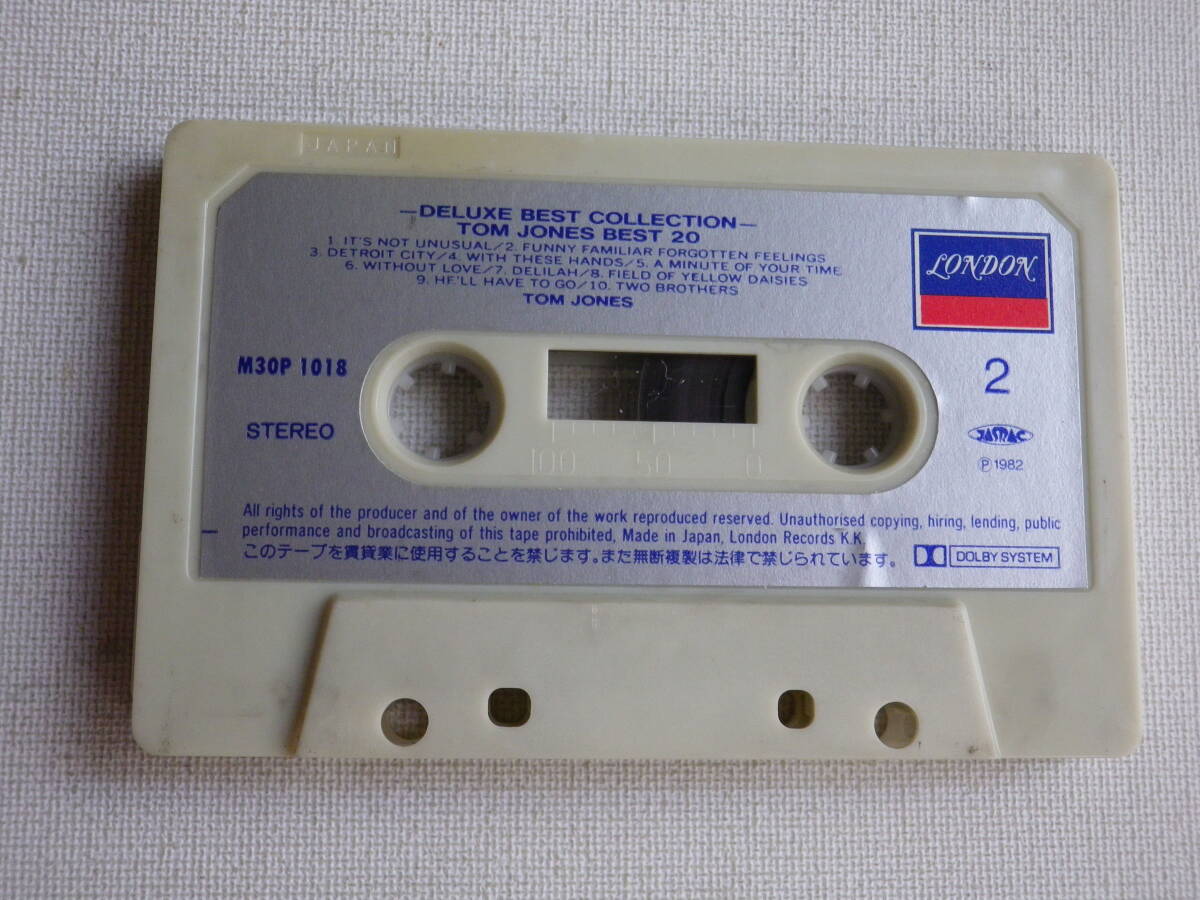 JAPAN
—DELUXE BEST COLLECTION—
TOM JONES BEST 20
1. IT'S NOT UNUSUAL/2. FUNNY FAMILIAR FORGOTTEN FEELINGS
3. DETROIT CITY/4. WITH THESE HANDS/5. A MINUTE OF YOUR TIME
6. WITHOUT LOVE/7. DELILAH/8. FIELD OF YELLOW DAISIES
9. HE'LL HAVE TO GO/10. TWO BROTHERS
TOM JONES
LONDON
M30P 1018
2
STEREO
JASRAC
100 50 0
Ⓟ1982
All rights of the producer and of the owner of the work reproduced reserved. Unauthorised copying, hiring, lending, public
performance and broadcasting of this tape prohibited, Made in Japan, London Records K.K.
このテープを賃貸業に使用することを禁じます。また無断複製は法律で禁じられています。
DOLBY SYSTEM